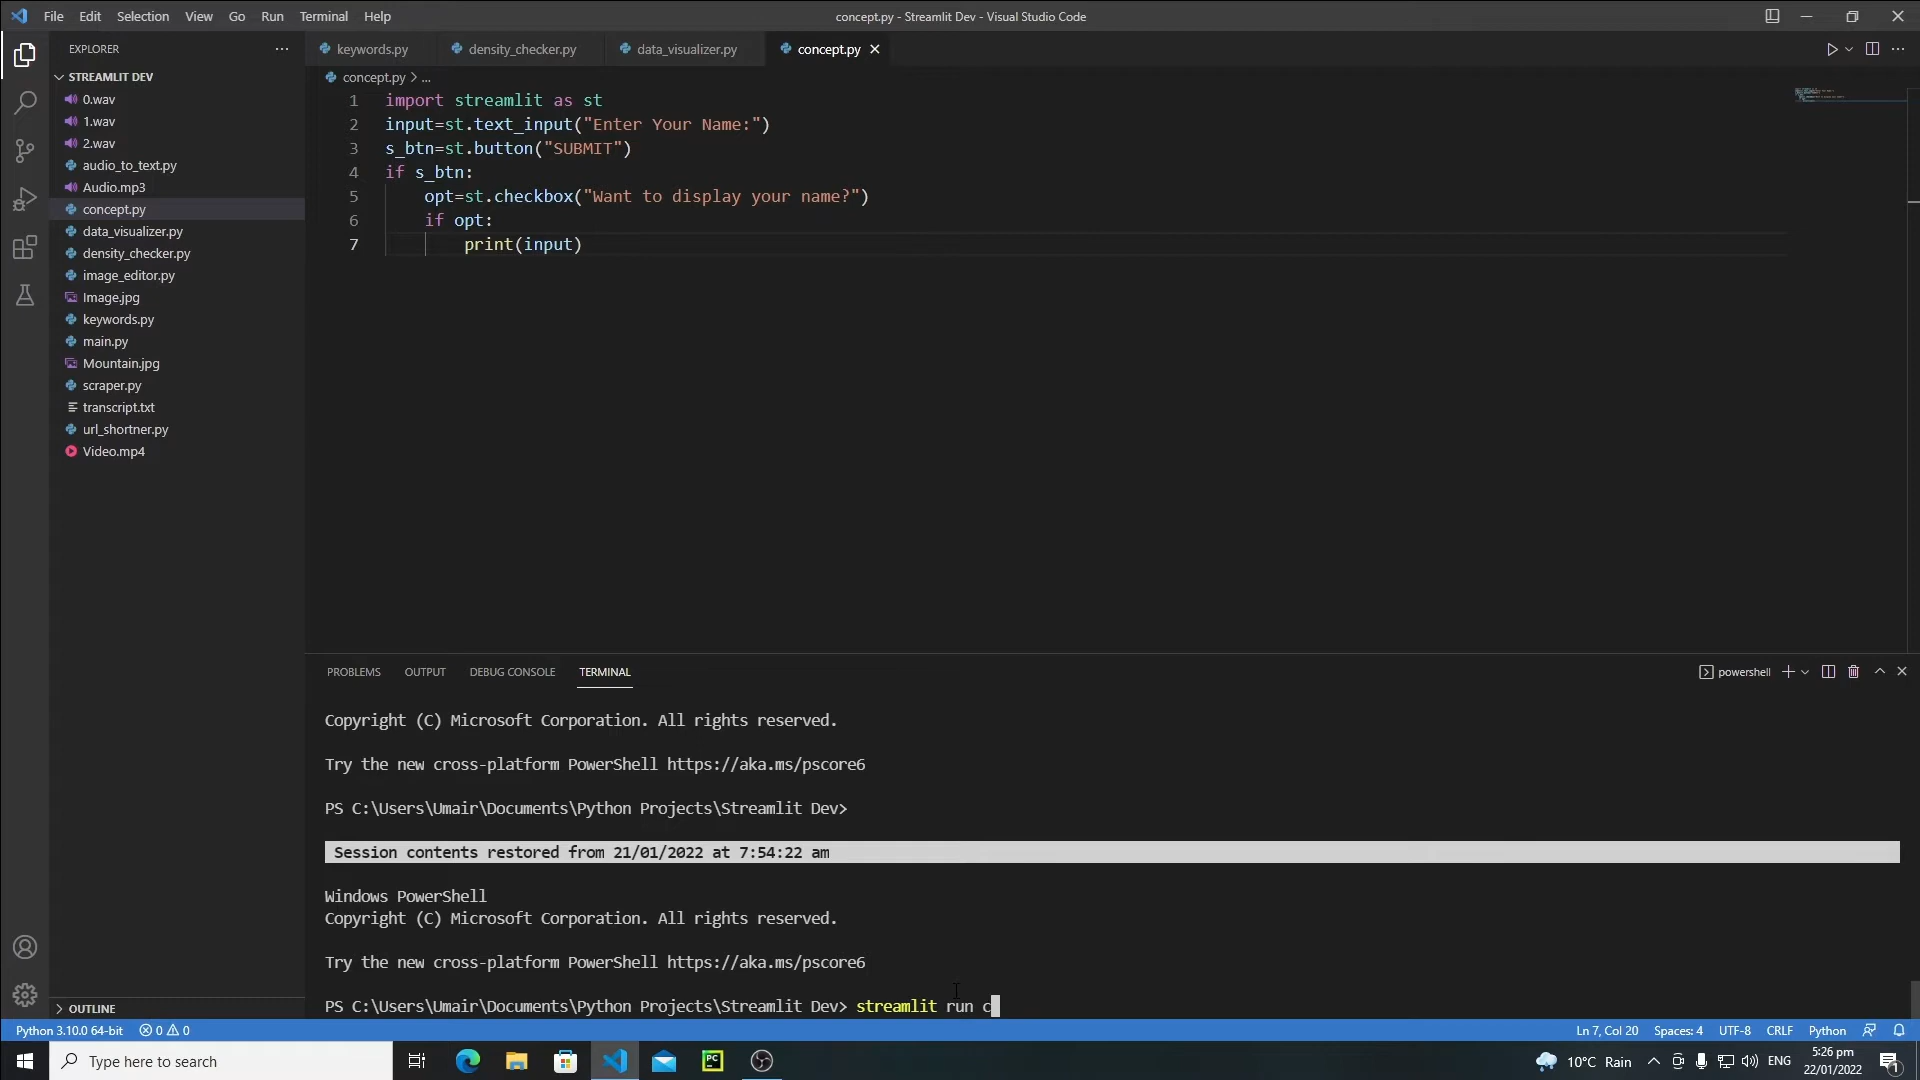 File Edit Selection View Go Run Terminal Help
concept.py - Streamlit Dev - Visual Studio Code
EXPLORER
STREAMLIT DEV
0.wav
1.wav
2.wav
audio_to_text.py
Audio.mp3
concept.py
data_visualizer.py
density_checker.py
image_editor.py
Image.jpg
keywords.py
main.py
Mountain.jpg
scraper.py
transcript.txt
url_shortner.py
Video.mp4
OUTLINE
keywords.py density_checker.py data_visualizer.py concept.py
concept.py > ...
1 import streamlit as st
2 input=st.text_input("Enter Your Name:")
3 s_btn=st.button("SUBMIT")
4 if s_btn:
5 opt=st.checkbox("Want to display your name?")
6 if opt:
7 print(input)
PROBLEMS OUTPUT DEBUG CONSOLE TERMINAL
powershell
Copyright (C) Microsoft Corporation. All rights reserved.
Try the new cross-platform PowerShell https://aka.ms/pscore6
PS C:\Users\Umair\Documents\Python Projects\Streamlit Dev>
Session contents restored from 21/01/2022 at 7:54:22 am
Windows PowerShell
Copyright (C) Microsoft Corporation. All rights reserved.
Try the new cross-platform PowerShell https://aka.ms/pscore6
PS C:\Users\Umair\Documents\Python Projects\Streamlit Dev> streamlit run c
Python 3.10.0 64-bit 0 0 Ln 7, Col 20 Spaces: 4 UTF-8 CRLF Python
Type here to search
PC
10°C Rain ENG
5:26 pm
22/01/2022
1